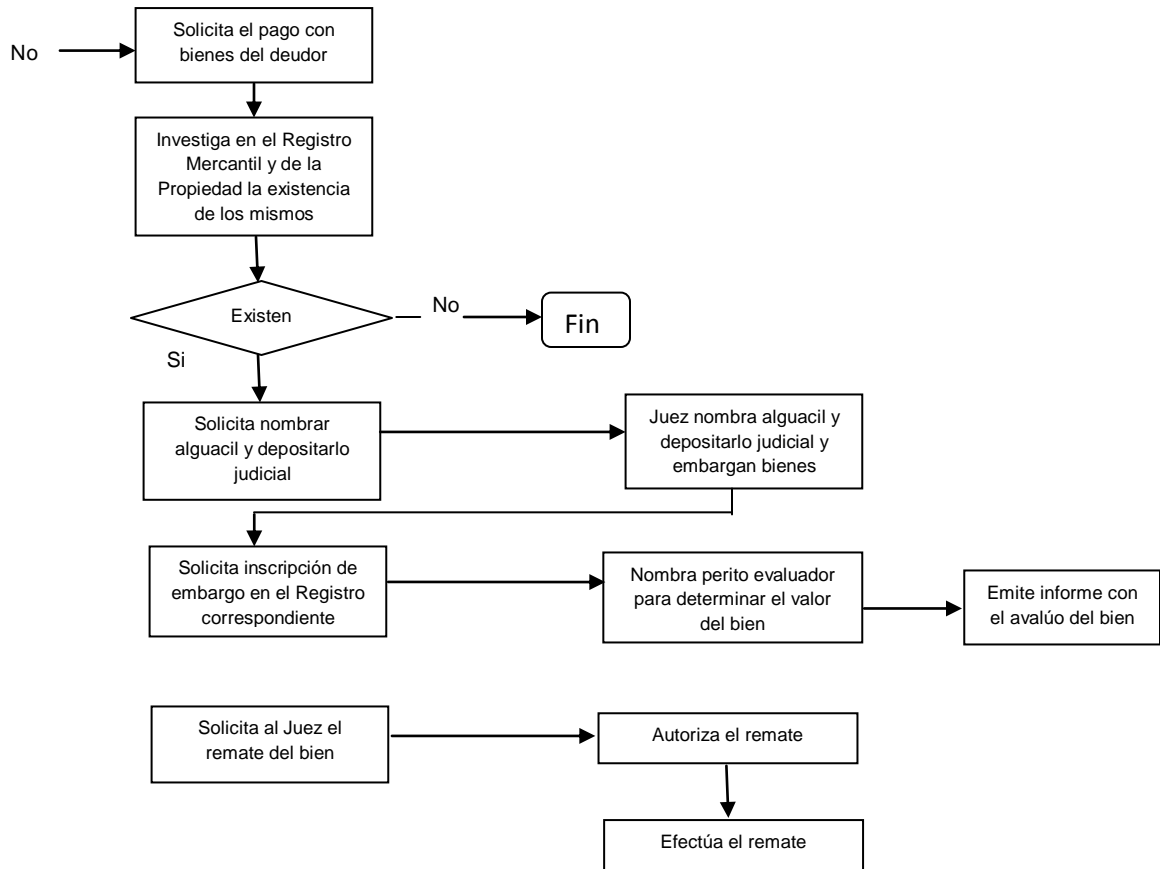 Solicita el pago con
bienes del deudor
No
Investiga en el Registro
Mercantil y de la
Propiedad la existencia
de los mismos
Existen
No
Fin
Si
Solicita nombrar
alguacil y depositarlo
judicial
Juez nombra alguacil y
depositarlo judicial y
embargan bienes
Solicita inscripción de
embargo en el Registro
correspondiente
Nombra perito evaluador
para determinar el valor
del bien
Emite informe con
el avalúo del bien
Solicita al Juez el
remate del bien
Autoriza el remate
Efectúa el remate